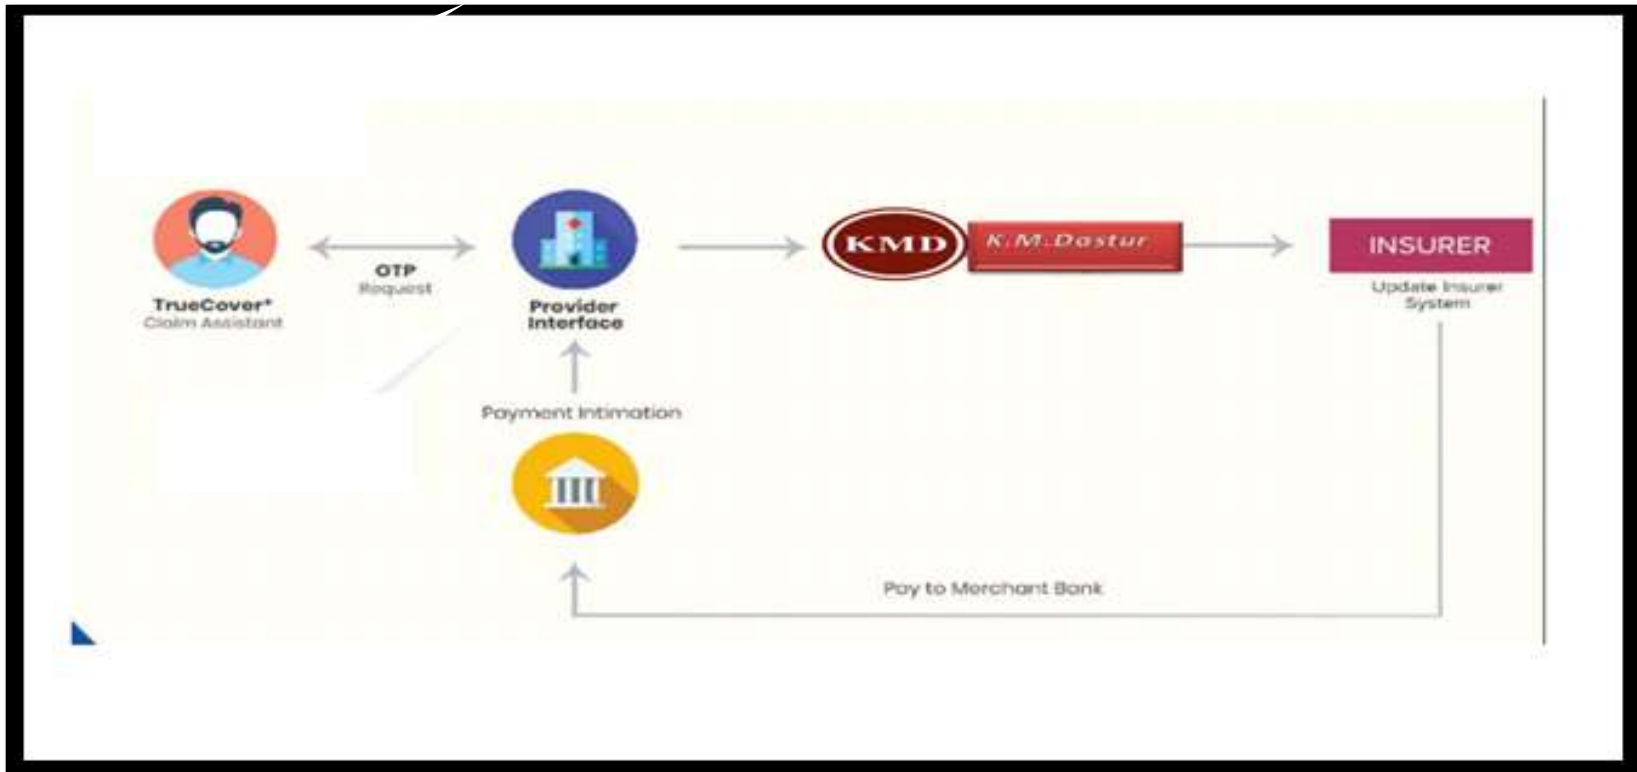 OTP
Request
TrueCover+
Claim Assistant
Provider
Interface
KMD
K.M.Dastur
INSURER
Update Insurer
System
Payment Intimation
Pay to Merchant Bank